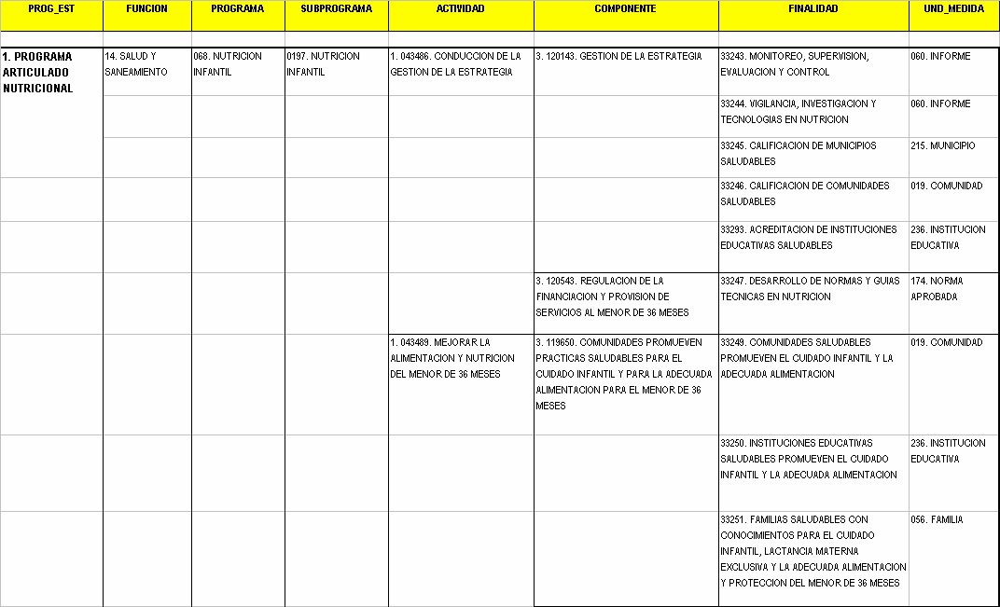 PROG_EST FUNCION PROGRAMA SUBPROGRAMA ACTIVIDAD COMPONENTE FINALIDAD UND_MEDIDA
1. PROGRAMA ARTICULADO NUTRICIONAL
14. SALUD Y
SANEAMIENTO
068. NUTRICION
INFANTIL
0197. NUTRICION
INFANTIL
1. 043486. CONDUCCION DE LA
GESTION DE LA ESTRATEGIA
3. 120143. GESTION DE LA ESTRATEGIA
33243. MONITOREO, SUPERVISION,
EVALUACION Y CONTROL
060. INFORME
33244. VIGILANCIA, INVESTIGACION Y
TECNOLOGIAS EN NUTRICION
060. INFORME
33245. CALIFICACION DE MUNICIPIOS
SALUDABLES
215. MUNICIPIO
33246. CALIFICACION DE COMUNIDADES
SALUDABLES
019. COMUNIDAD
33293. ACREDITACION DE INSTITUCIONES
EDUCATIVAS SALUDABLES
236. INSTITUCION
EDUCATIVA
3. 120543. REGULACION DE LA
FINANCIACION Y PROVISION DE
SERVICIOS AL MENOR DE 36 MESES
33247. DESARROLLO DE NORMAS Y GUIAS
TECNICAS EN NUTRICION
174. NORMA
APROBADA
1. 043489. MEJORAR LA
ALIMENTACION Y NUTRICION
DEL MENOR DE 36 MESES
3. 119650. COMUNIDADES PROMUEVEN
PRACTICAS SALUDABLES PARA EL
CUIDADO INFANTIL Y PARA LA ADECUADA
ALIMENTACION PARA EL MENOR DE 36
MESES
33249. COMUNIDADES SALUDABLES
PROMUEVEN EL CUIDADO INFANTIL Y LA
ADECUADA ALIMENTACION
019. COMUNIDAD
33250. INSTITUCIONES EDUCATIVAS
SALUDABLES PROMUEVEN EL CUIDADO
INFANTIL Y LA ADECUADA ALIMENTACION
236. INSTITUCION
EDUCATIVA
33251. FAMILIAS SALUDABLES CON
CONOCIMIENTOS PARA EL CUIDADO
INFANTIL, LACTANCIA MATERNA
EXCLUSIVA Y LA ADECUADA ALIMENTACION
Y PROTECCION DEL MENOR DE 36 MESES
056. FAMILIA